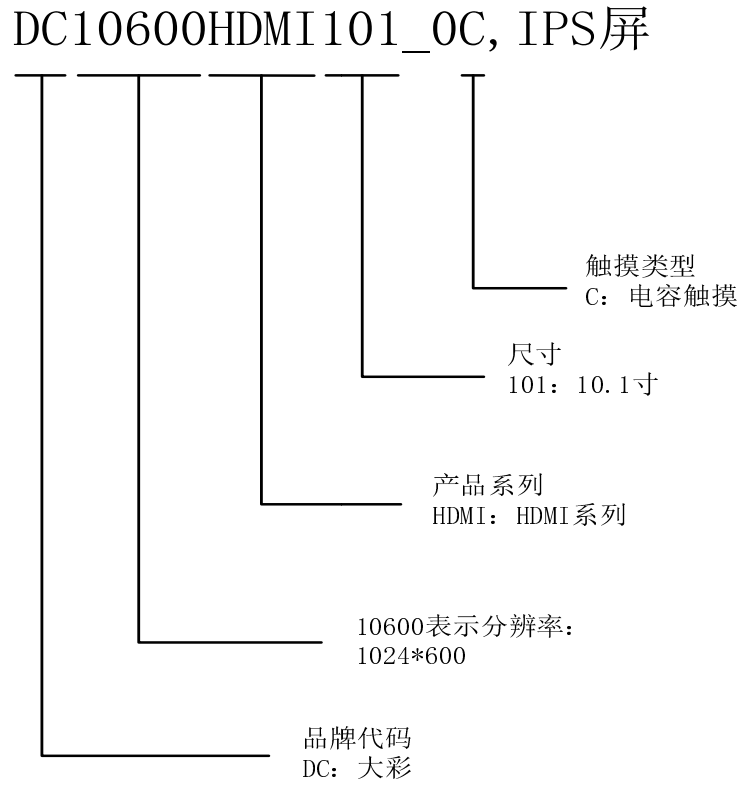 DC10600HDMI101_0C,IPS屏
触摸类型
C：电容触摸
尺寸
101：10.1寸
产品系列
HDMI：HDMI系列
10600表示分辨率：
1024*600
品牌代码
DC：大彩